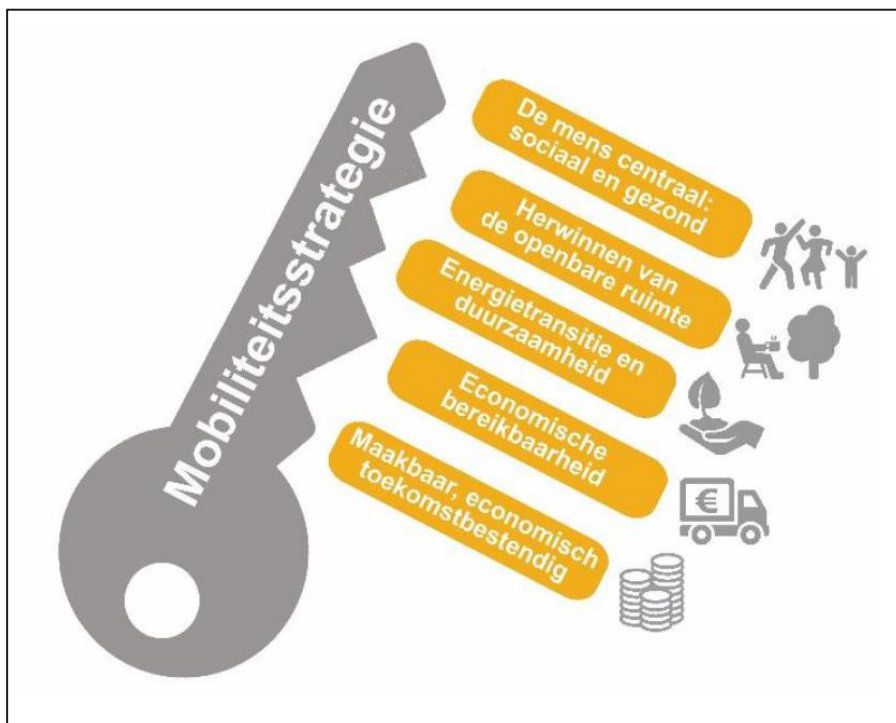 Mobiliteitsstrategie
De mens centraal:
sociaal en gezond
Herwinnen van
de openbare ruimte
Energietransitie en
duurzaamheid
Economische
bereikbaarheid
€
Maakbaar, economisch
toekomstbestendig